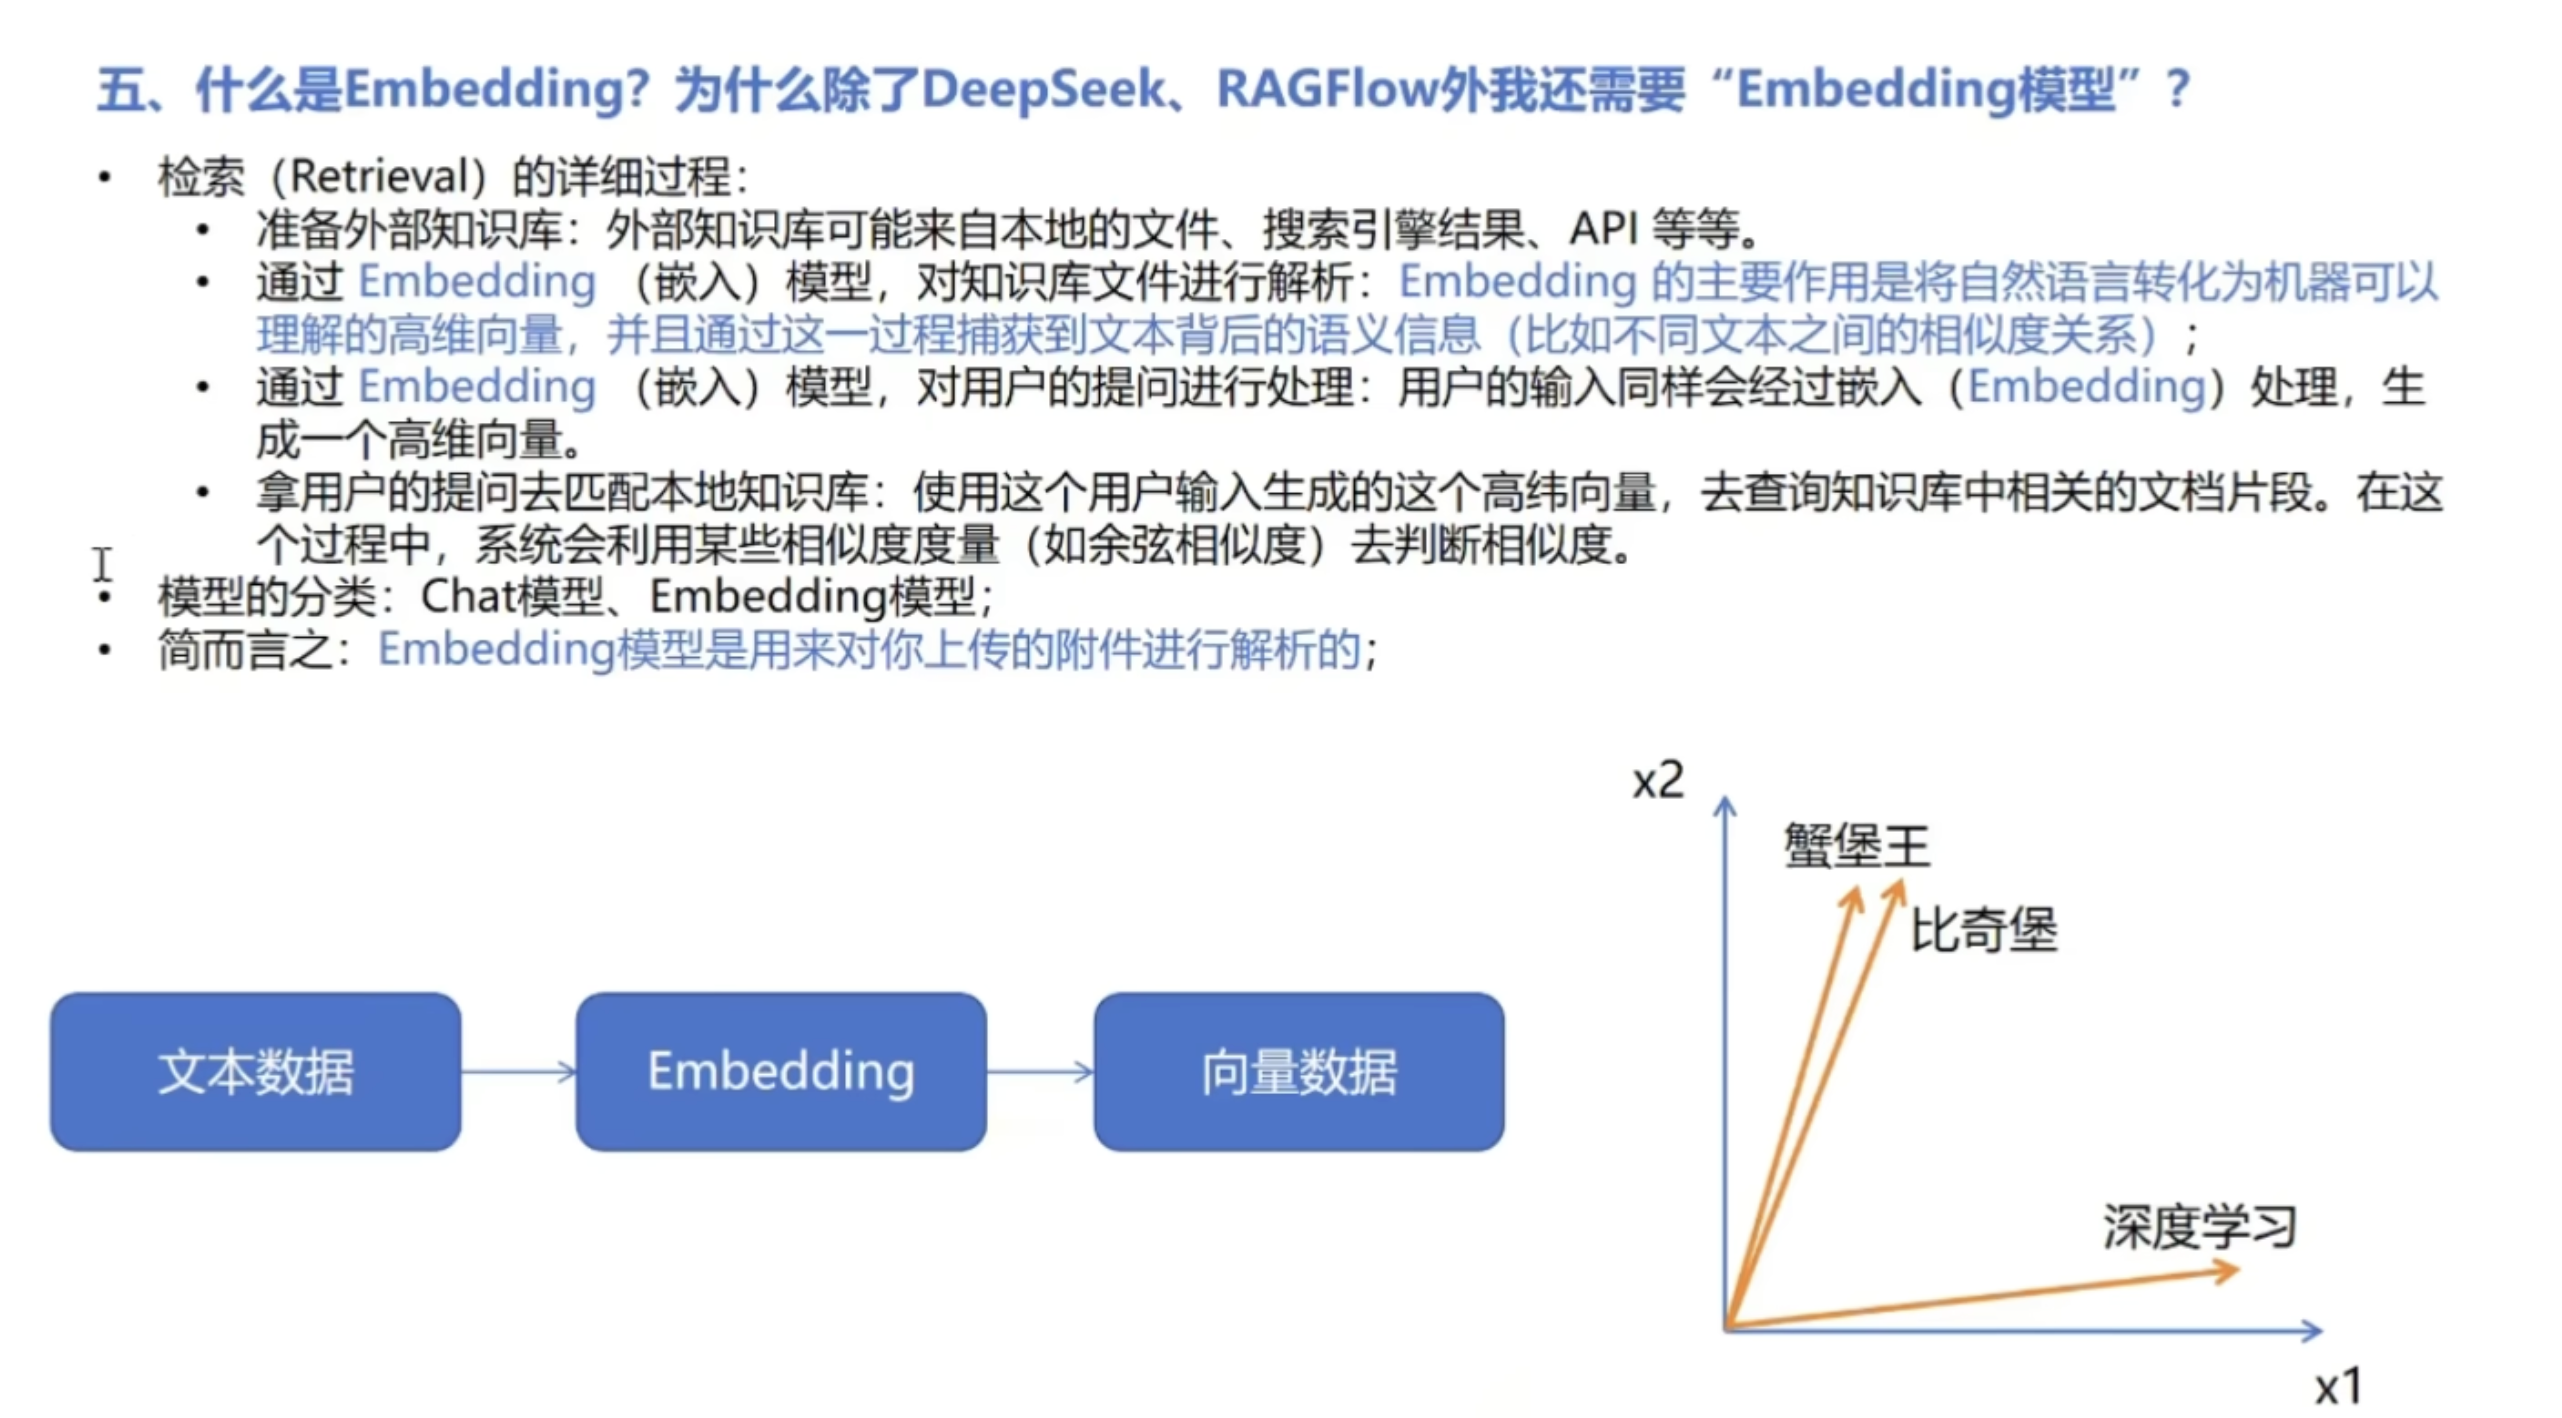 五、什么是Embedding？为什么除了DeepSeek、RAGFlow外我还需要“Embedding模型”？
• 检索（Retrieval）的详细过程：
• 准备外部知识库：外部知识库可能来自本地的文件、搜索引擎结果、API 等等。
• 通过 Embedding （嵌入）模型，对知识库文件进行解析：Embedding 的主要作用是将自然语言转化为机器可以
理解的高维向量，并且通过这一过程捕获到文本背后的语义信息（比如不同文本之间的相似度关系）；
• 通过 Embedding （嵌入）模型，对用户的提问进行处理：用户的输入同样会经过嵌入（Embedding）处理，生
成一个高维向量。
• 拿用户的提问去匹配本地知识库：使用这个用户输入生成的这个高纬向量，去查询知识库中相关的文档片段。在这
个过程中，系统会利用某些相似度度量（如余弦相似度）去判断相似度。
• 模型的分类：Chat模型、Embedding模型；
• 简而言之：Embedding模型是用来对你上传的附件进行解析的；
文本数据
Embedding
向量数据
x2
蟹堡王
比奇堡
深度学习
x1